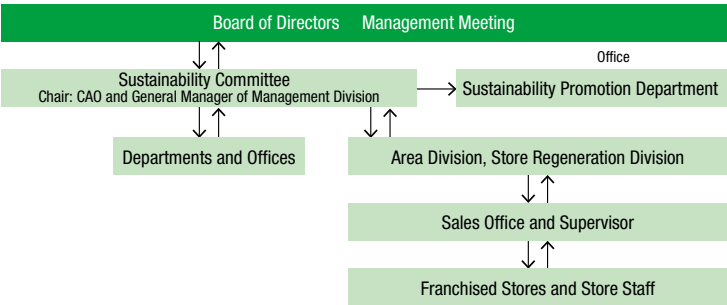 Board of Directors Management Meeting
Office
Sustainability Committee
Chair: CAO and General Manager of Management Division
Sustainability Promotion Department
Departments and Offices
Area Division, Store Regeneration Division
Sales Office and Supervisor
Franchised Stores and Store Staff